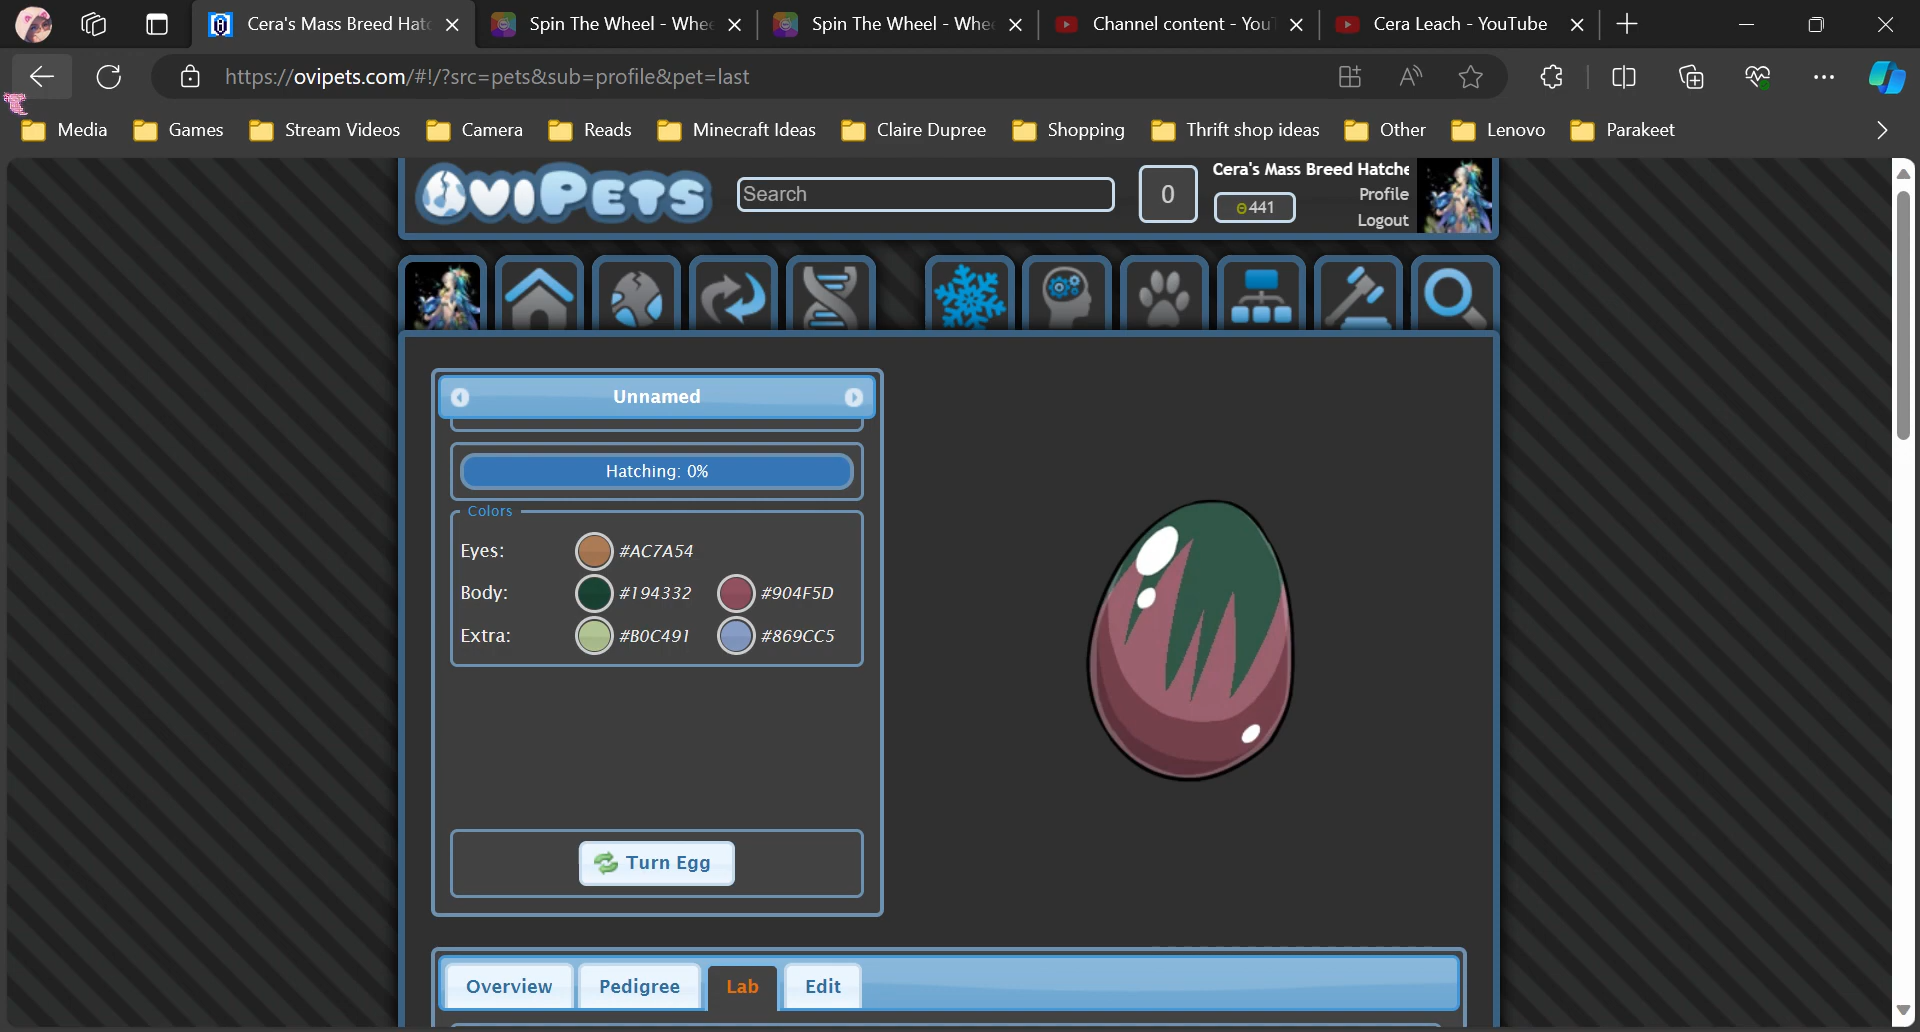 Cera's Mass Breed Hatc
Spin The Wheel - Whe
Spin The Wheel - Whe
Channel content - You
Cera Leach - YouTube
https://ovipets.com/#!/?src=pets&sub=profile&pet=last
Media
Games
Stream Videos
Camera
Reads
Minecraft Ideas
Claire Dupree
Shopping
Thrift shop ideas
Other
Lenovo
Parakeet
OviPets
Search
0
Cera's Mass Breed Hatche
441
Profile
Logout
Unnamed
Hatching: 0%
Colors
Eyes: #AC7A54
Body: #194332 #904F5D
Extra: #B0C491 #869CC5
Turn Egg
Overview
Pedigree
Lab
Edit